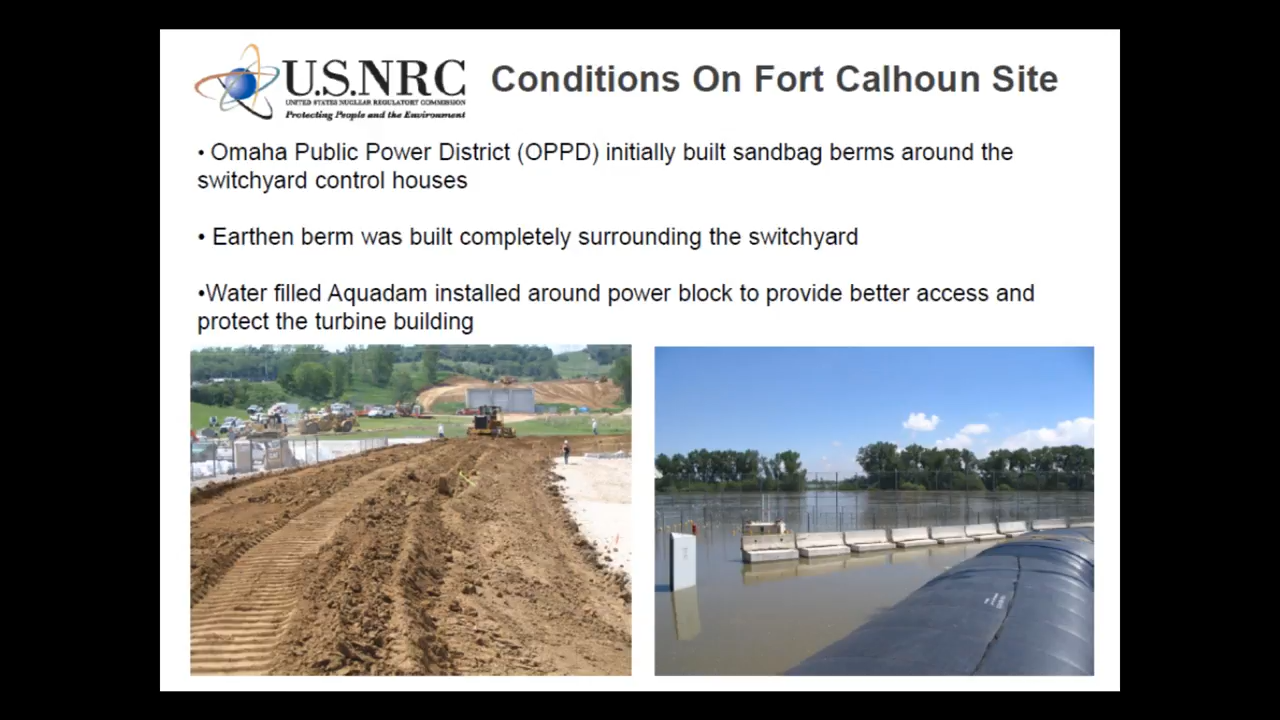 U.S.NRC
UNITED STATES NUCLEAR REGULATORY COMMISSION
Protecting People and the Environment
Conditions On Fort Calhoun Site
• Omaha Public Power District (OPPD) initially built sandbag berms around the
switchyard control houses
• Earthen berm was built completely surrounding the switchyard
•Water filled Aquadam installed around power block to provide better access and
protect the turbine building